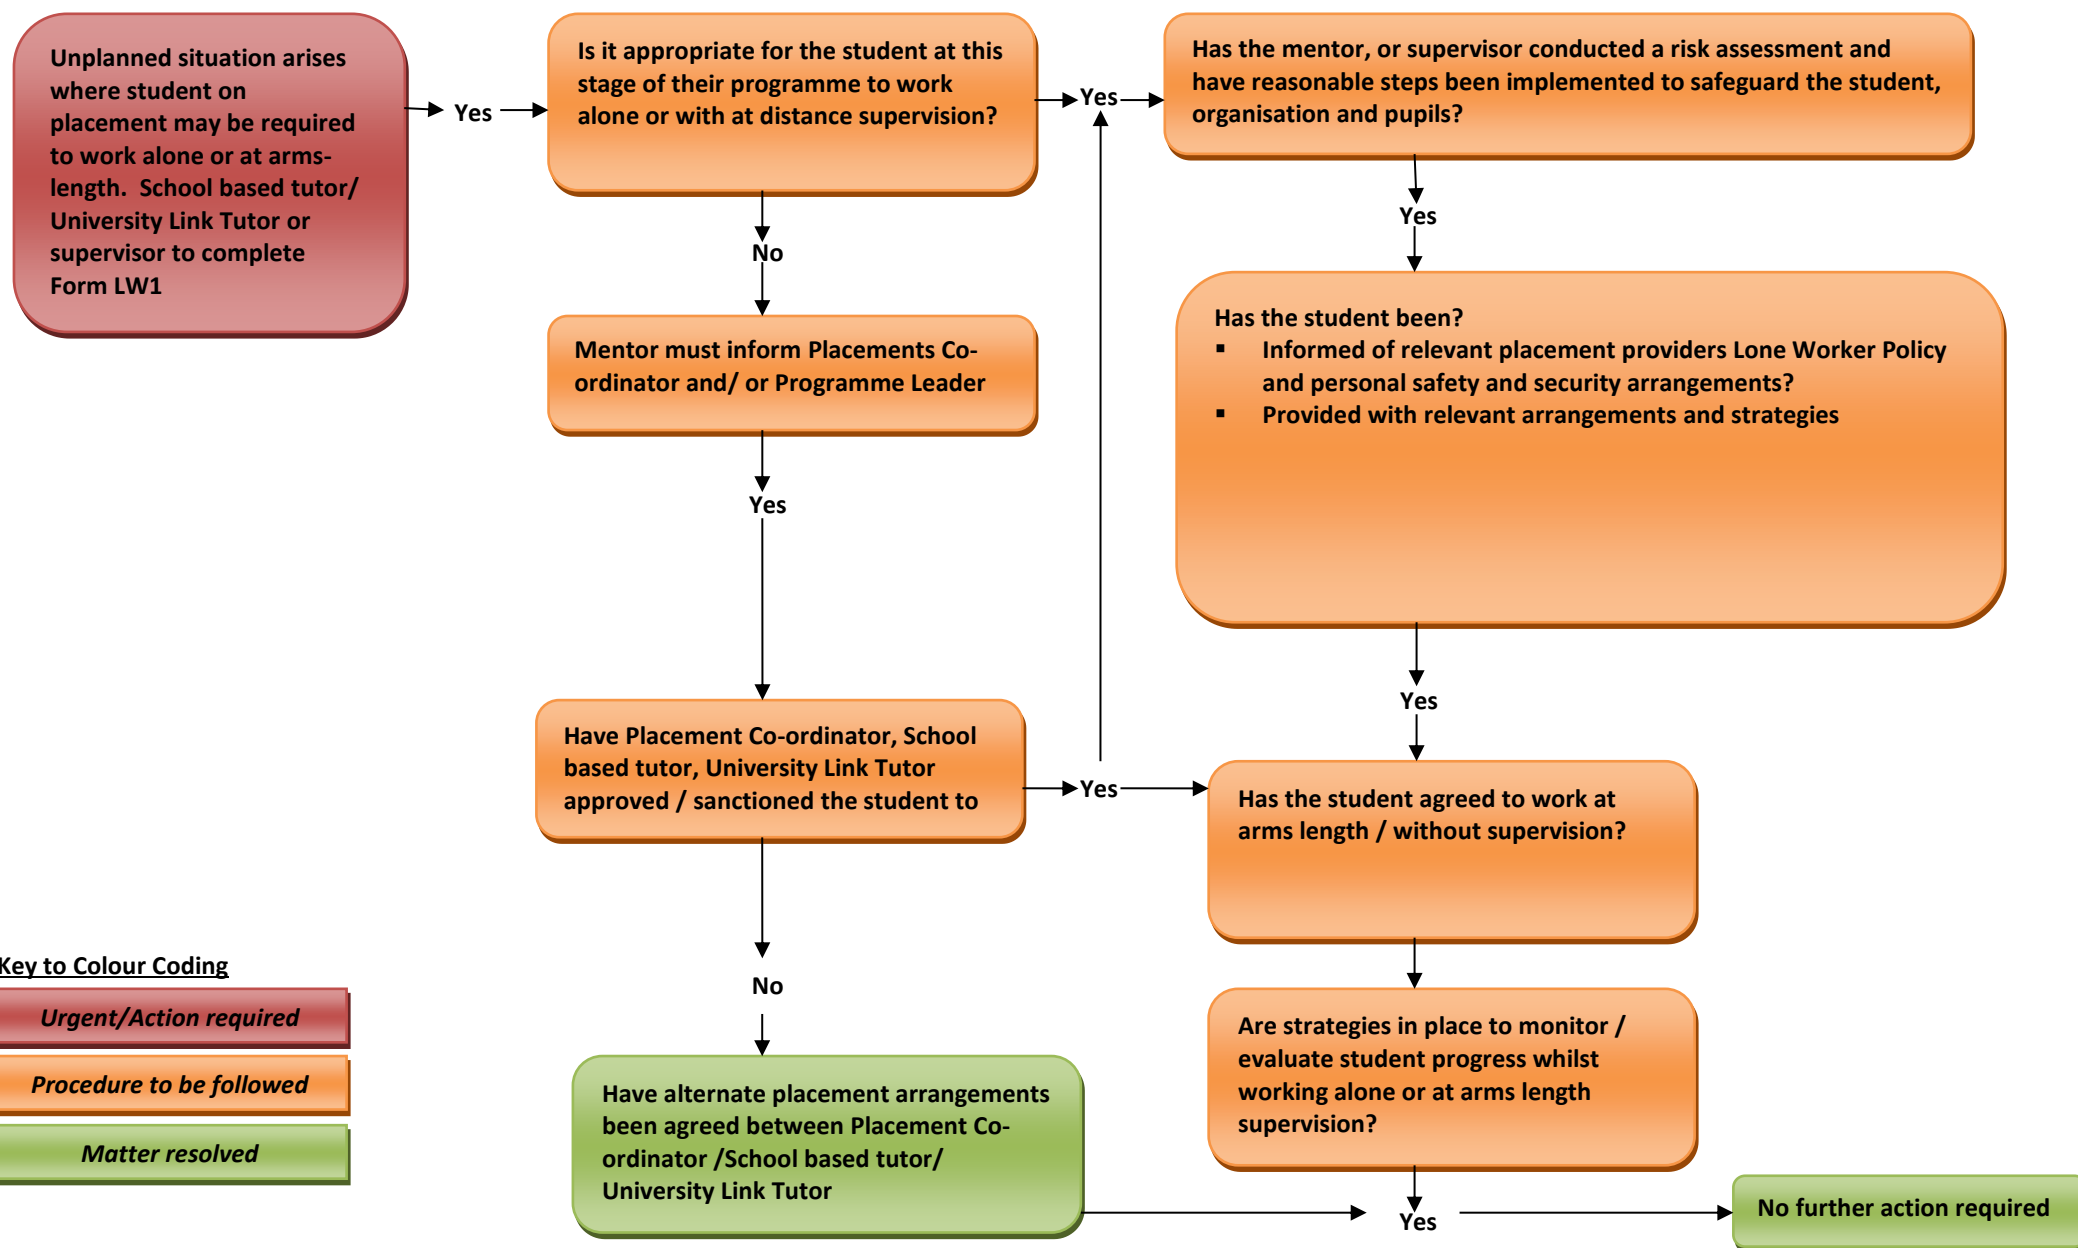 Unplanned situation arises
where student on
placement may be required
to work alone or at arms-
length.  School based tutor/
University Link Tutor or
supervisor to complete
Form LW1
Yes
Is it appropriate for the student at this
stage of their programme to work
alone or with at distance supervision?
Yes
Has the mentor, or supervisor conducted a risk assessment and
have reasonable steps been implemented to safeguard the student,
organisation and pupils?
No
Yes
Mentor must inform Placements Co-
ordinator and/ or Programme Leader
Has the student been?
▪ Informed of relevant placement providers Lone Worker Policy
and personal safety and security arrangements?
▪ Provided with relevant arrangements and strategies
Yes
Yes
Have Placement Co-ordinator, School
based tutor, University Link Tutor
approved / sanctioned the student to
Yes
Has the student agreed to work at
arms length / without supervision?
No
Are strategies in place to monitor /
evaluate student progress whilst
working alone or at arms length
supervision?
Have alternate placement arrangements
been agreed between Placement Co-
ordinator /School based tutor/
University Link Tutor
Yes
No further action required
Key to Colour Coding
Urgent/Action required
Procedure to be followed
Matter resolved